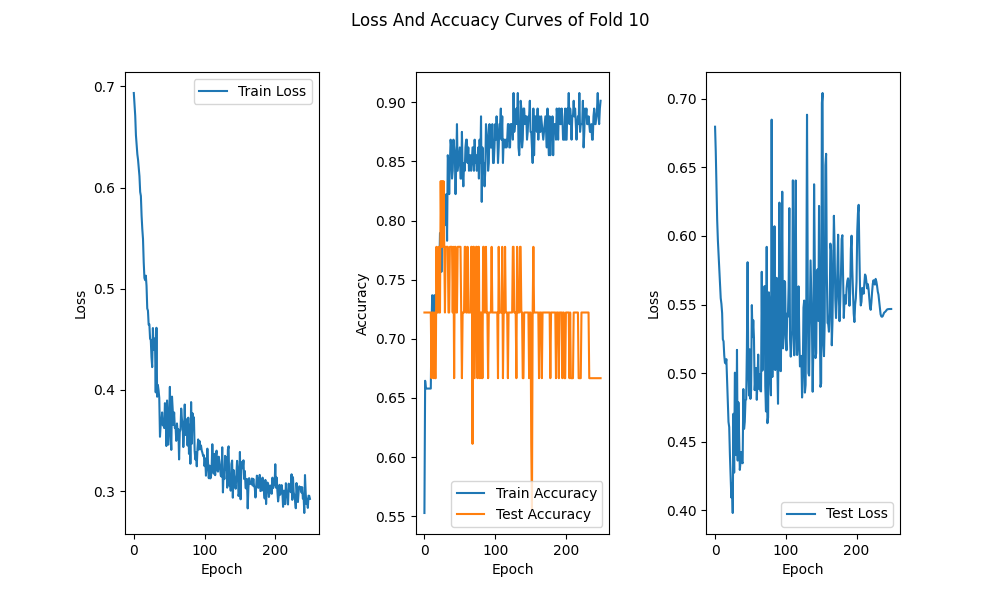 Loss And Accuacy Curves of Fold 10
Loss
0.7
0.6
0.5
0.4
0.3
0
100
200
Epoch
Train Loss
Accuracy
0.90
0.85
0.80
0.75
0.70
0.65
0.60
0.55
0
100
200
Epoch
Train Accuracy
Test Accuracy
Loss
0.70
0.65
0.60
0.55
0.50
0.45
0.40
0
100
200
Epoch
Test Loss